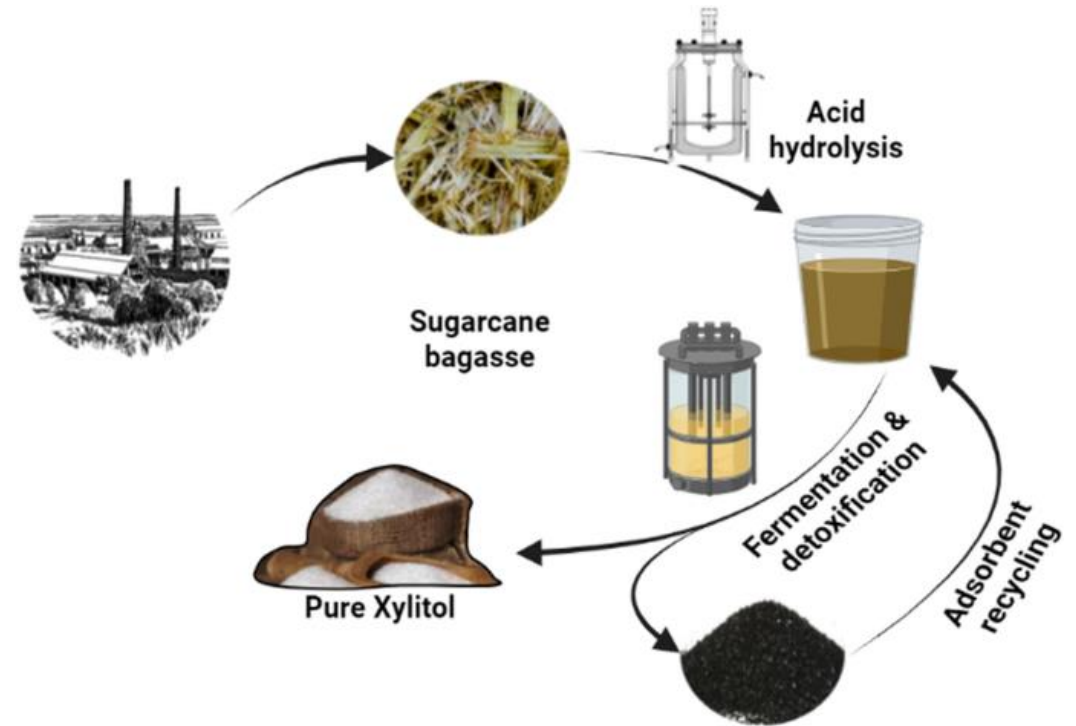 Acid
hydrolysis
Sugarcane
bagasse
Fermentation &
detoxification
Adsorbent
recycling
Pure Xylitol